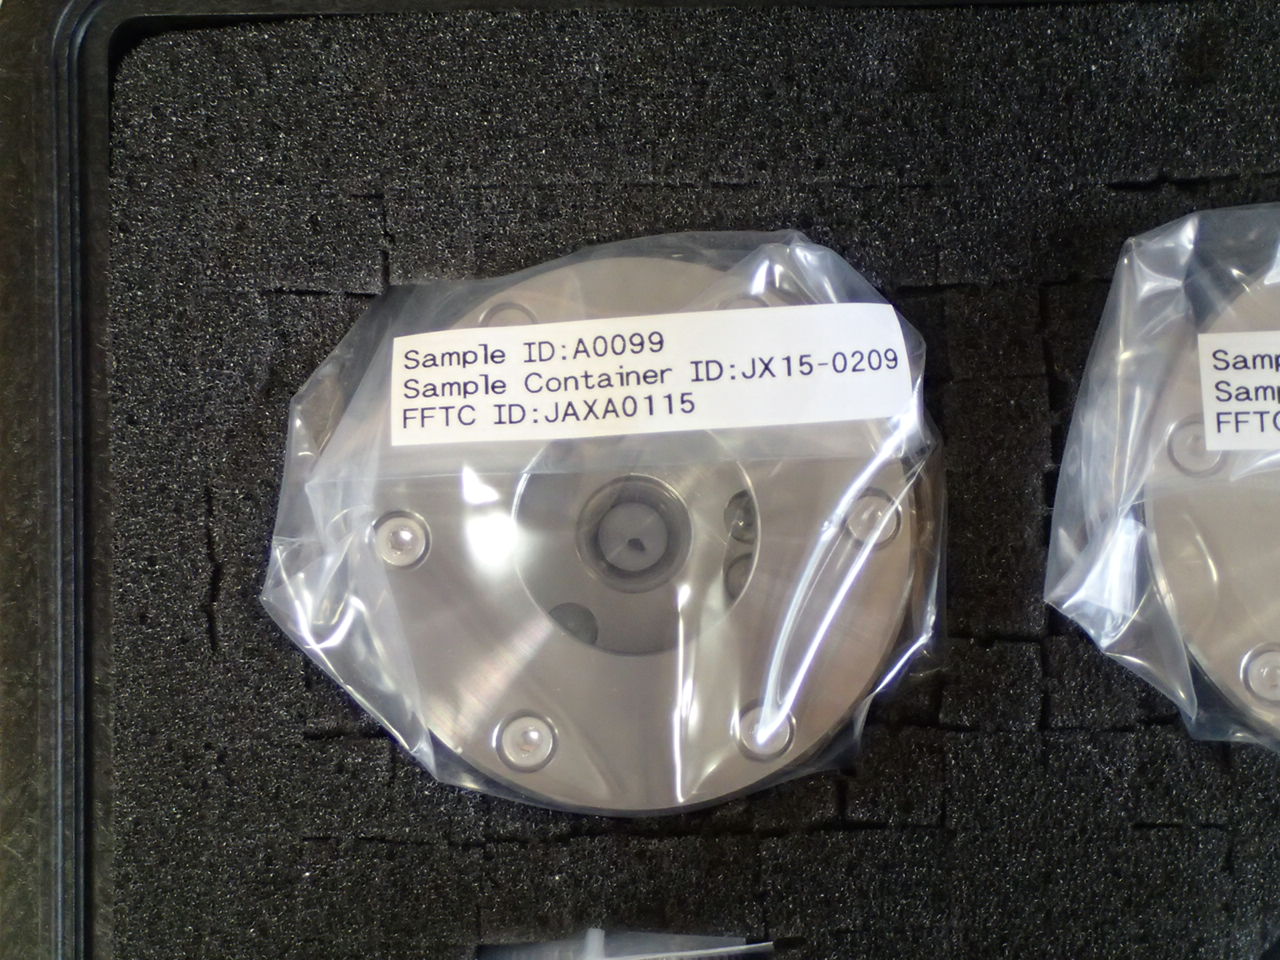 Sample ID:A0099
Sample Container ID:JX15-0209
FFTC ID:JAXA0115